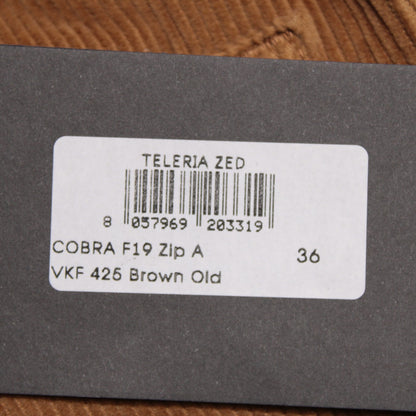 TELERIA ZED
8 057969 203319
COBRA F19 Zip A 36
VKF 425 Brown Old